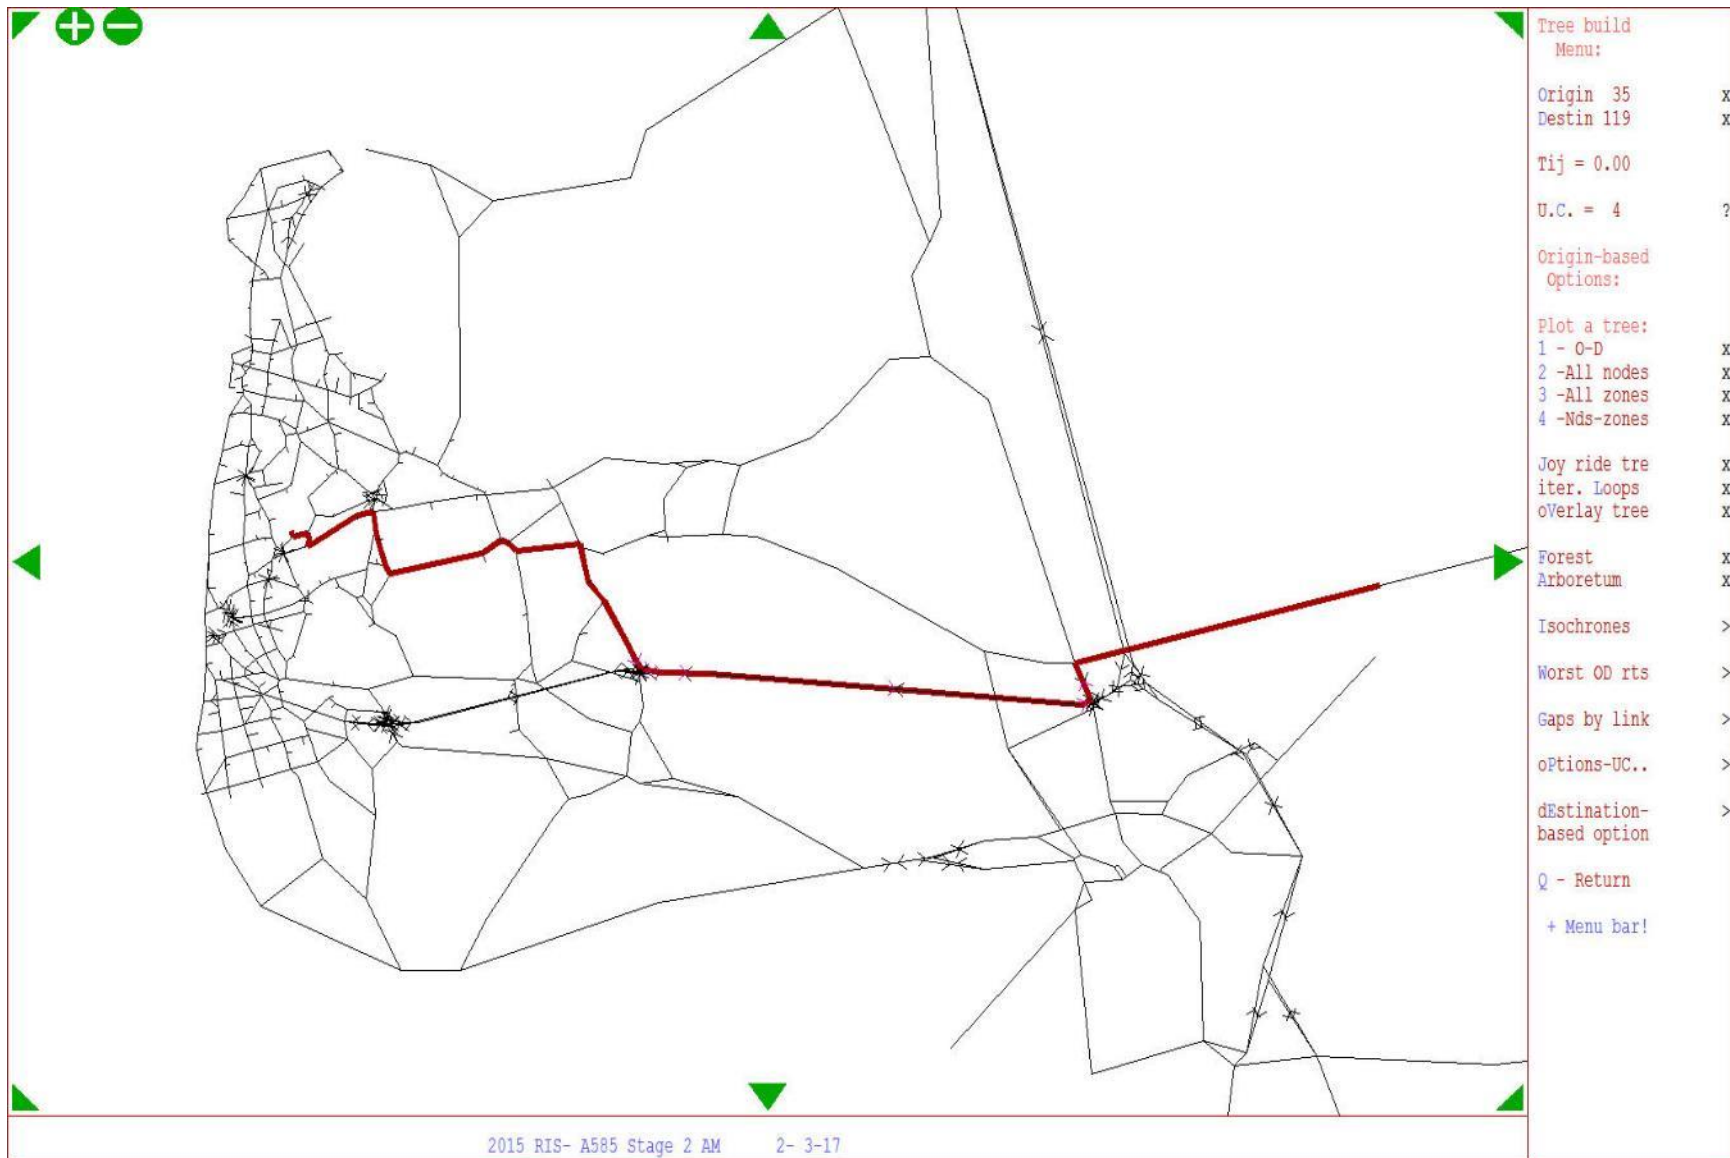 Tree build
Menu:
Origin 35 x
Destin 119 x
Tij = 0.00
U.C. = 4 ?
Origin-based
Options:
Plot a tree:
1 - O-D x
2 -All nodes x
3 -All zones x
4 -Nds-zones x
Joy ride tre x
iter. Loops x
oVerlay tree x
Forest x
Arboretum x
Isochrones >
Worst OD rts >
Gaps by link >
oPtions-UC.. >
dEstination- >
based option
Q - Return
+ Menu bar!
2015 RIS- A585 Stage 2 AM 2- 3-17